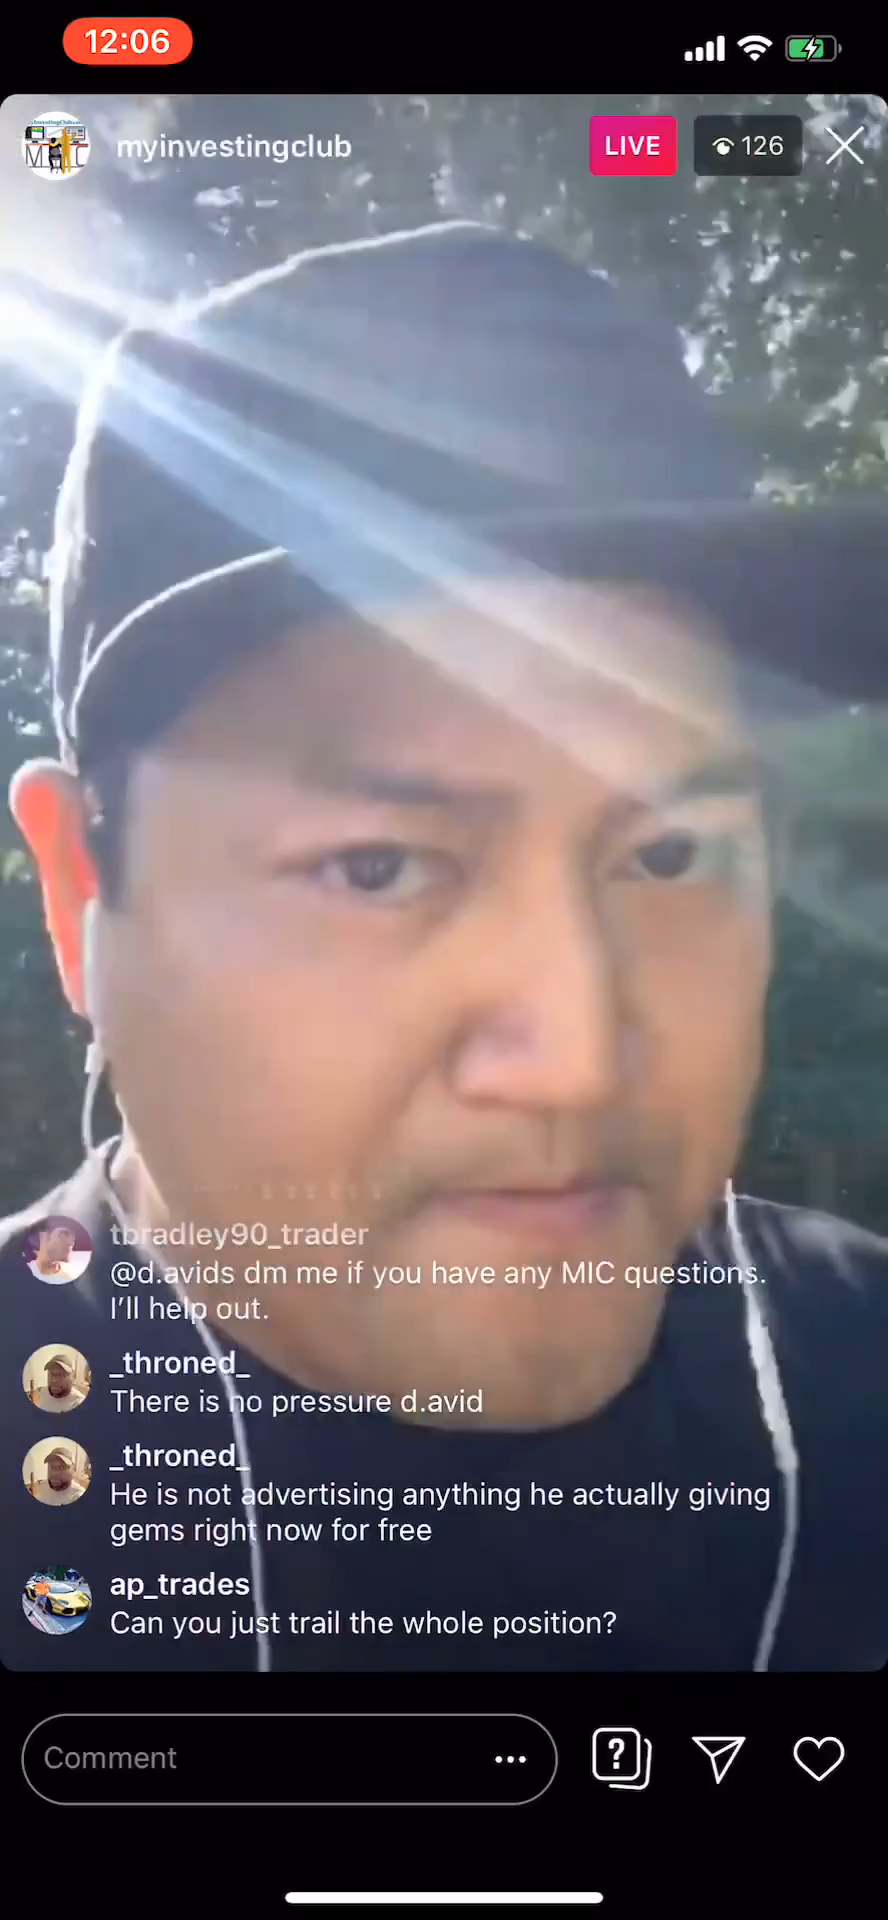 12:06
myinvestingclub
LIVE
126
tbradley90_trader
@d.avids dm me if you have any MIC questions.
I'll help out.
_throned_
There is no pressure d.avid
_throned_
He is not advertising anything he actually giving
gems right now for free
ap_trades
Can you just trail the whole position?
Comment